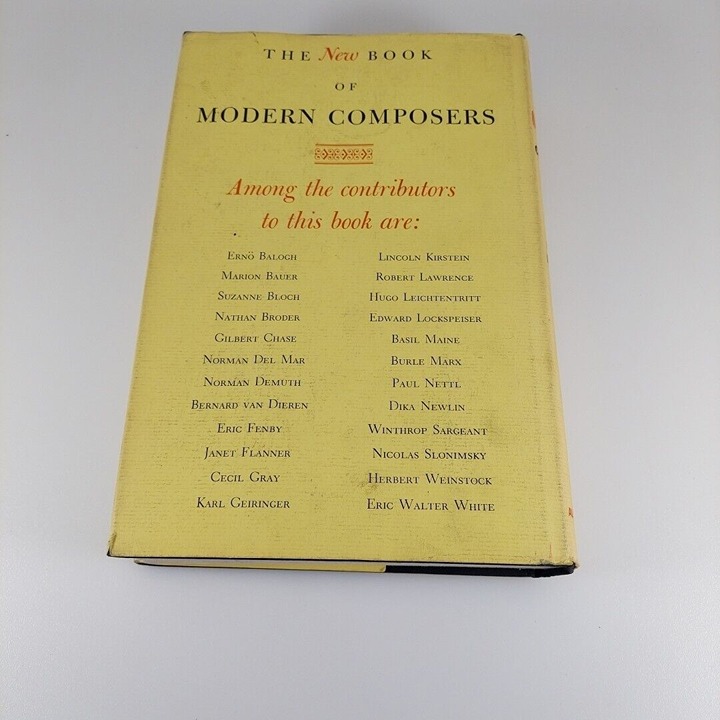 THE New BOOK
OF
MODERN COMPOSERS
Among the contributors
to this book are:
ERNÖ BALOGH
MARION BAUER
SUZANNE BLOCH
NATHAN BRODER
GILBERT CHASE
NORMAN DEL MAR
NORMAN DEMUTH
BERNARD VAN DIEREN
ERIC FENBY
JANET FLANNER
CECIL GRAY
KARL GEIRINGER
LINCOLN KIRSTEIN
ROBERT LAWRENCE
HUGO LEICHTENTRITT
EDWARD LOCKSPEISER
BASIL MAINE
BURLE MARX
PAUL NETTL
DIKA NEWLIN
WINTHROP SARGEANT
NICOLAS SLONIMSKY
HERBERT WEINSTOCK
ERIC WALTER WHITE